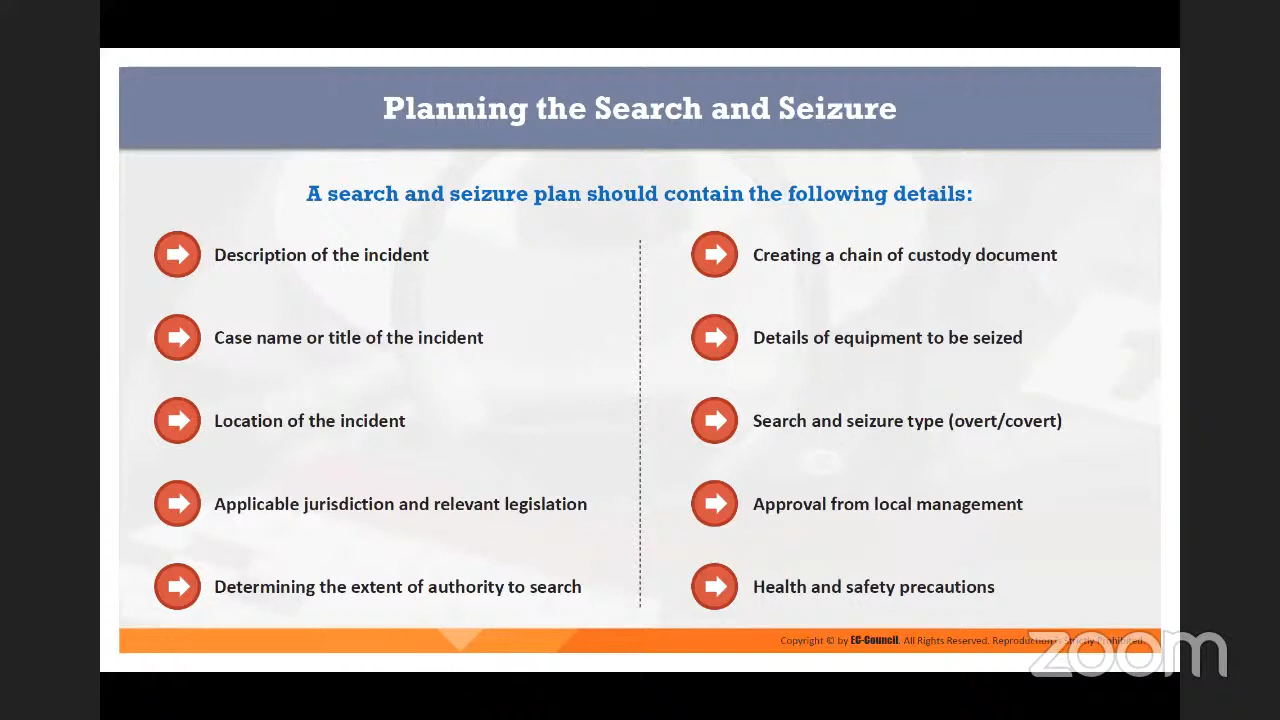 Planning the Search and Seizure
A search and seizure plan should contain the following details:
Description of the incident
Case name or title of the incident
Location of the incident
Applicable jurisdiction and relevant legislation
Determining the extent of authority to search
Creating a chain of custody document
Details of equipment to be seized
Search and seizure type (overt/covert)
Approval from local management
Health and safety precautions
Copyright © by EC-Council. All Rights Reserved. Reproduction is Strictly Prohibited.
zoom